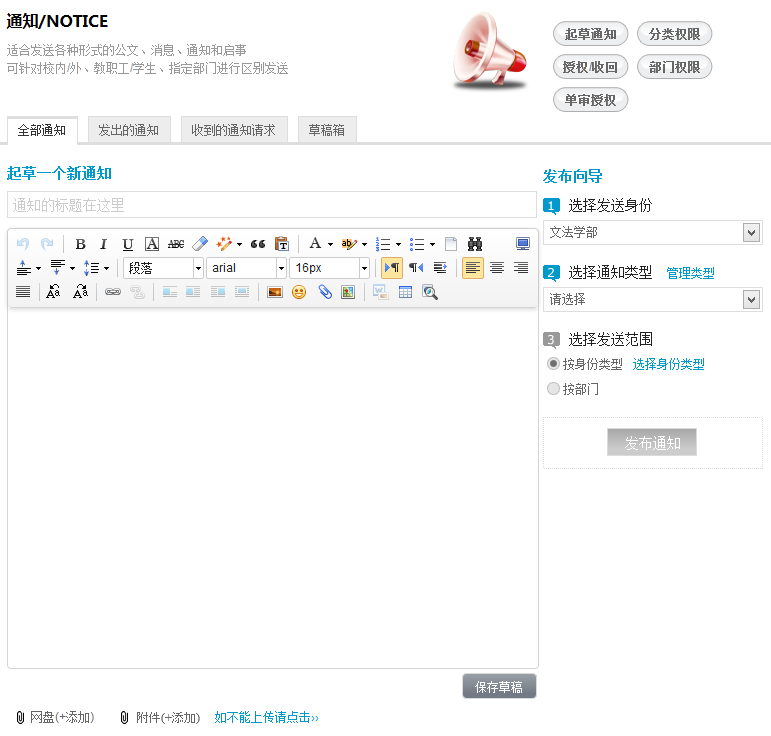 通知/NOTICE
适合发送各种形式的公文、消息、通知和启事
可针对校内/外、教职工/学生、指定部门进行区别发送
起草通知 分类权限
授权/收回 部门权限
单审授权
全部通知 发出的通知 收到的通知请求 草稿箱
起草一个新通知
通知的标题在这里
B I U A ABC A
段落 arial 16px
保存草稿
网盘(+添加) 附件(+添加) 如不能上传请点击››
发布向导
1 选择发送身份
文法学部
2 选择通知类型 管理类型
请选择
3 选择发送范围
按身份类型 选择身份类型
按部门
发布通知